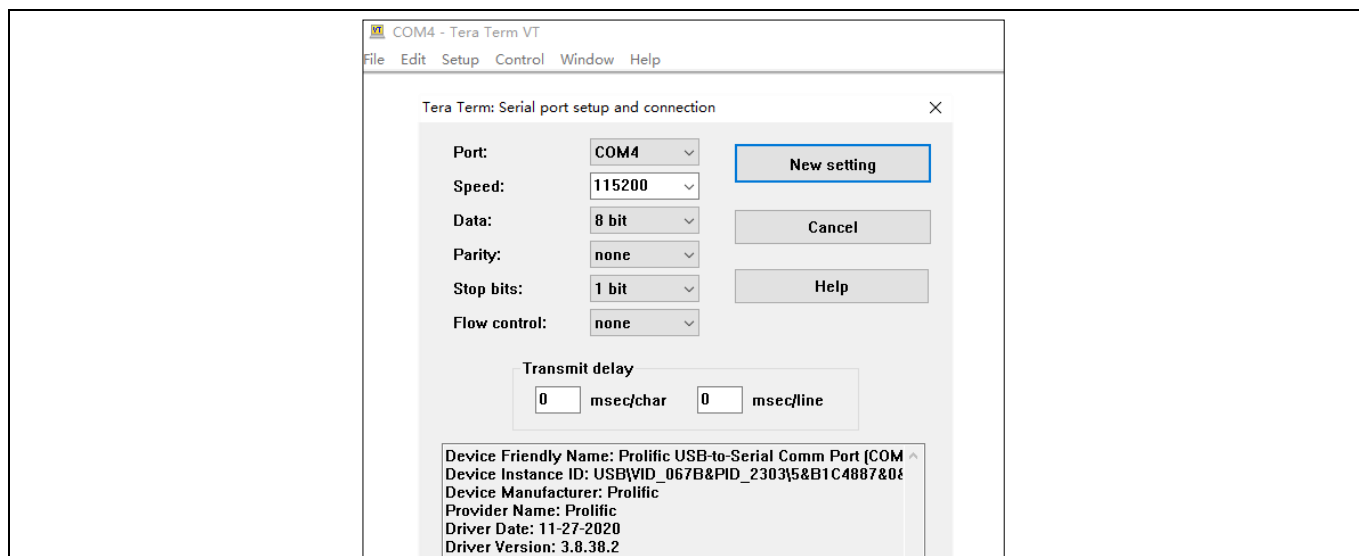 COM4 - Tera Term VT
File Edit Setup Control Window Help
Tera Term: Serial port setup and connection
Port: COM4 New setting
Speed: 115200
Data: 8 bit Cancel
Parity: none
Stop bits: 1 bit Help
Flow control: none
Transmit delay
0 msec/char 0 msec/line
Device Friendly Name: Prolific USB-to-Serial Comm Port (COM
Device Instance ID: USB\VID_067B&PID_2303\5&B1C4887&0&
Device Manufacturer: Prolific
Provider Name: Prolific
Driver Date: 11-27-2020
Driver Version: 3.8.38.2